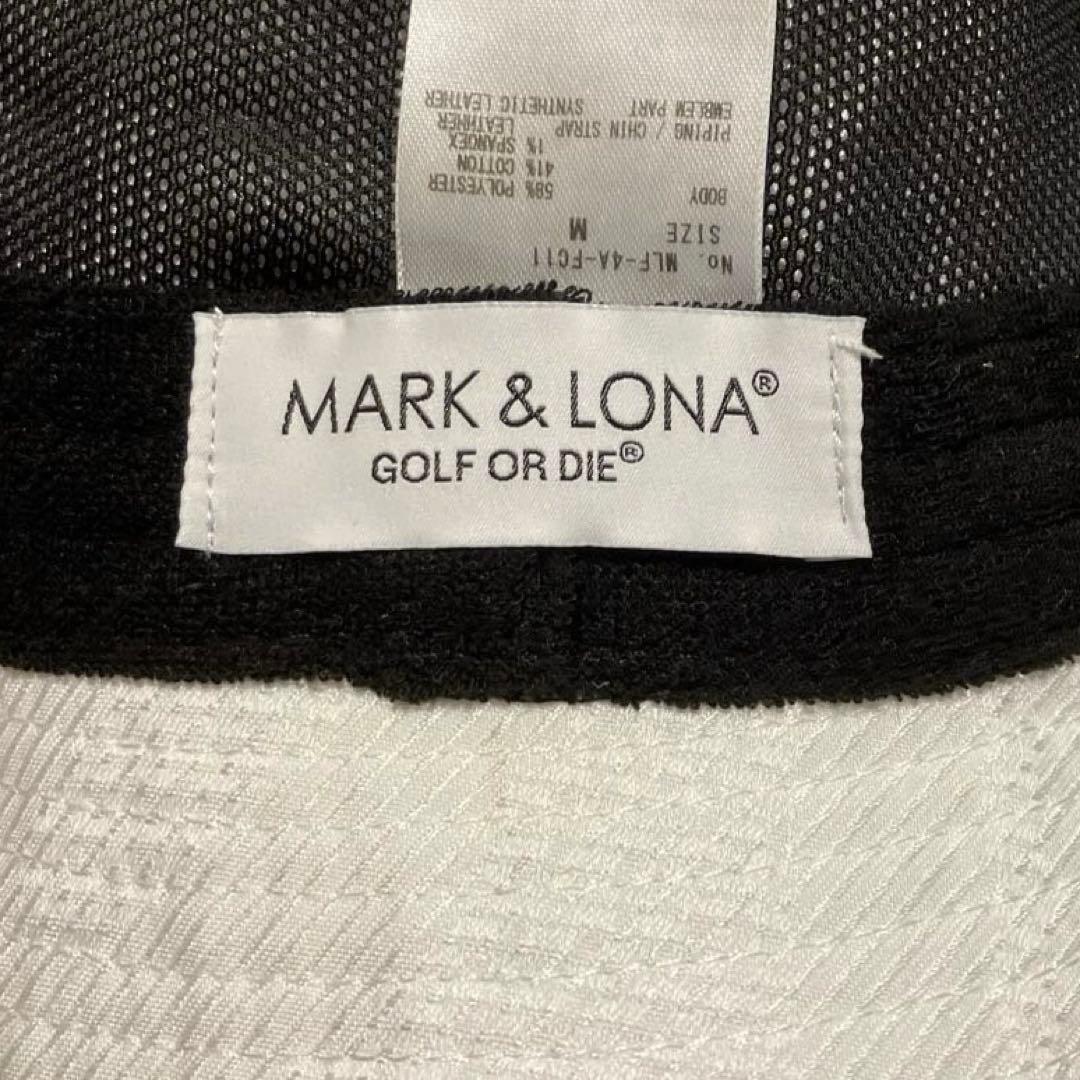 MARK & LONA®
GOLF OR DIE®
No. MLF-4A-FC11
SIZE M
BODY 58% POLYESTER
41% COTTON
1% SPANDEX
PIPING / CHIN STRAP LEATHNER
EMBLEM PART SYNTHETIC LEATHER